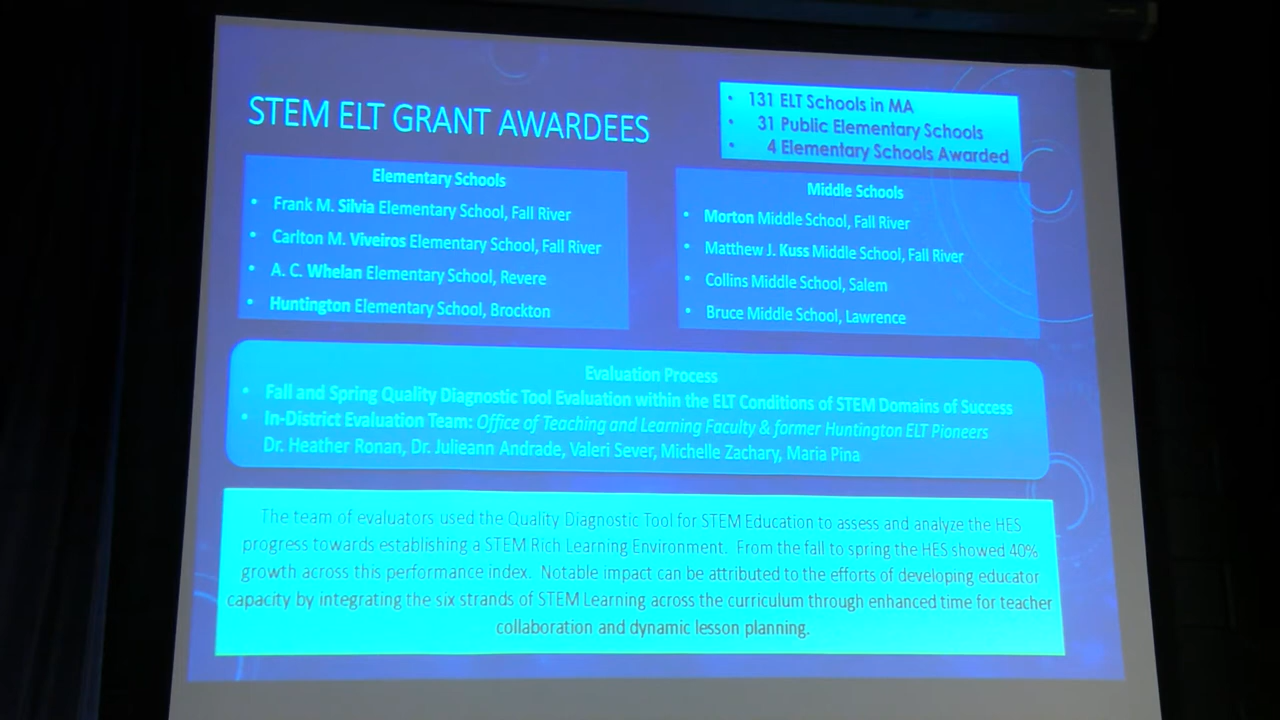 STEM ELT GRANT AWARDEES
• 131 ELT Schools in MA
• 31 Public Elementary Schools
• 4 Elementary Schools Awarded
Elementary Schools
• Frank M. Silvia Elementary School, Fall River
• Carlton M. Viveiros Elementary School, Fall River
• A. C. Whelan Elementary School, Revere
• Huntington Elementary School, Brockton
Middle Schools
• Morton Middle School, Fall River
• Matthew J. Kuss Middle School, Fall River
• Collins Middle School, Salem
• Bruce Middle School, Lawrence
Evaluation Process
• Fall and Spring Quality Diagnostic Tool Evaluation within the ELT Conditions of STEM Domains of Success
• In-District Evaluation Team: Office of Teaching and Learning Faculty & former Huntington ELT Pioneers
Dr. Heather Ronan, Dr. Julieann Andrade, Valeri Sever, Michelle Zachary, Maria Pina
The team of evaluators used the Quality Diagnostic Tool for STEM Education to assess and analyze the HES
progress towards establishing a STEM Rich Learning Environment. From the fall to spring the HES showed 40%
growth across this performance index. Notable impact can be attributed to the efforts of developing educator
capacity by integrating the six strands of STEM Learning across the curriculum through enhanced time for teacher
collaboration and dynamic lesson planning.